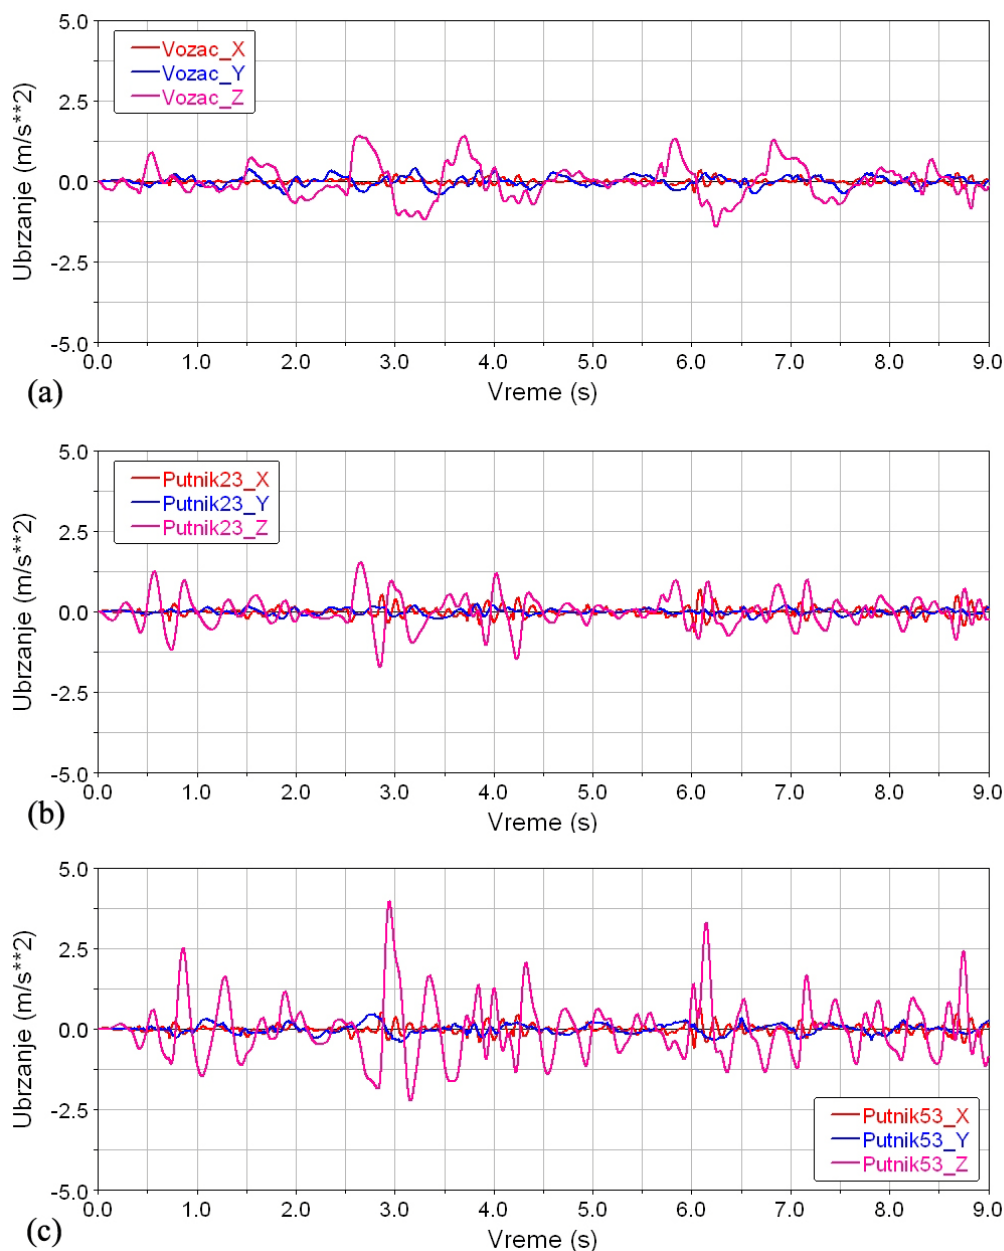 5.0
Vozac_X
Vozac_Y
Vozac_Z
2.5
0.0
-2.5
-5.0
Ubrzanje (m/s**2)
0.0 1.0 2.0 3.0 4.0 5.0 6.0 7.0 8.0 9.0
Vreme (s)
(a)
5.0
Putnik23_X
Putnik23_Y
Putnik23_Z
2.5
0.0
-2.5
-5.0
Ubrzanje (m/s**2)
0.0 1.0 2.0 3.0 4.0 5.0 6.0 7.0 8.0 9.0
Vreme (s)
(b)
5.0
2.5
0.0
-2.5
-5.0
Ubrzanje (m/s**2)
Putnik53_X
Putnik53_Y
Putnik53_Z
0.0 1.0 2.0 3.0 4.0 5.0 6.0 7.0 8.0 9.0
Vreme (s)
(c)